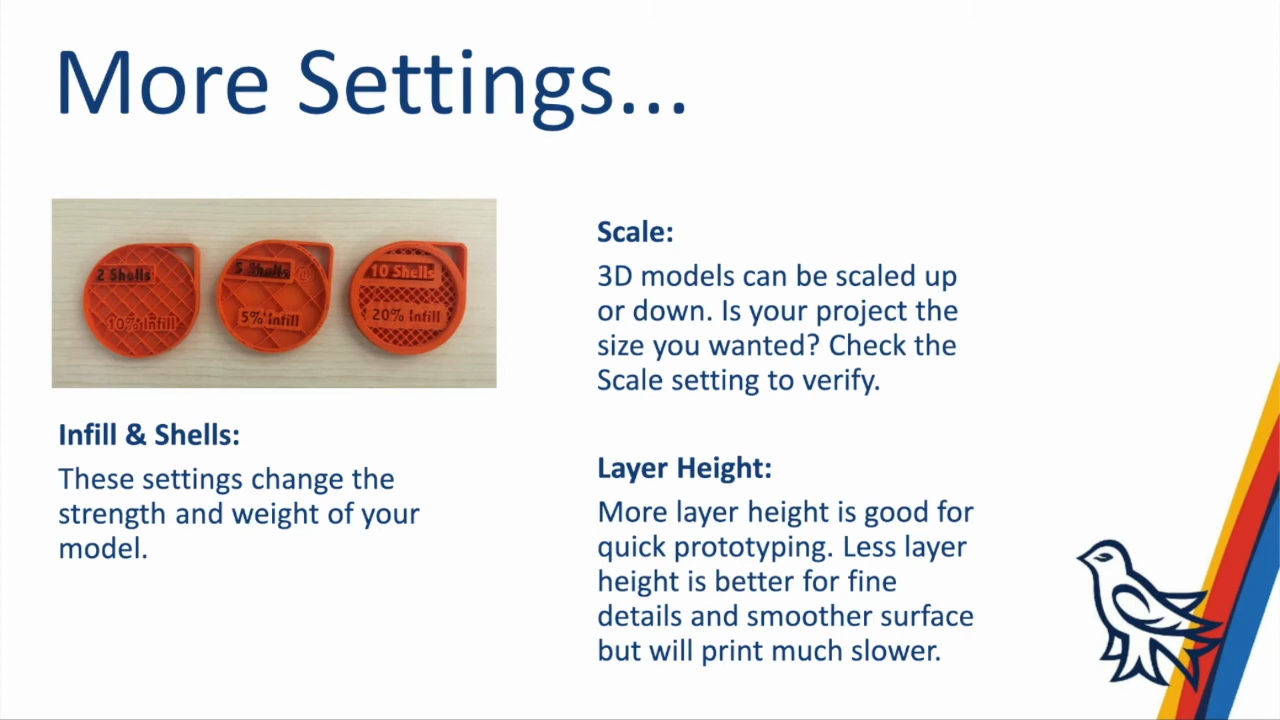 More Settings...
2 Shells
10% Infill
5 Shells
5% Infill
10 Shells
20% Infill
Infill & Shells:
These settings change the
strength and weight of your
model.
Scale:
3D models can be scaled up
or down. Is your project the
size you wanted? Check the
Scale setting to verify.
Layer Height:
More layer height is good for
quick prototyping. Less layer
height is better for fine
details and smoother surface
but will print much slower.